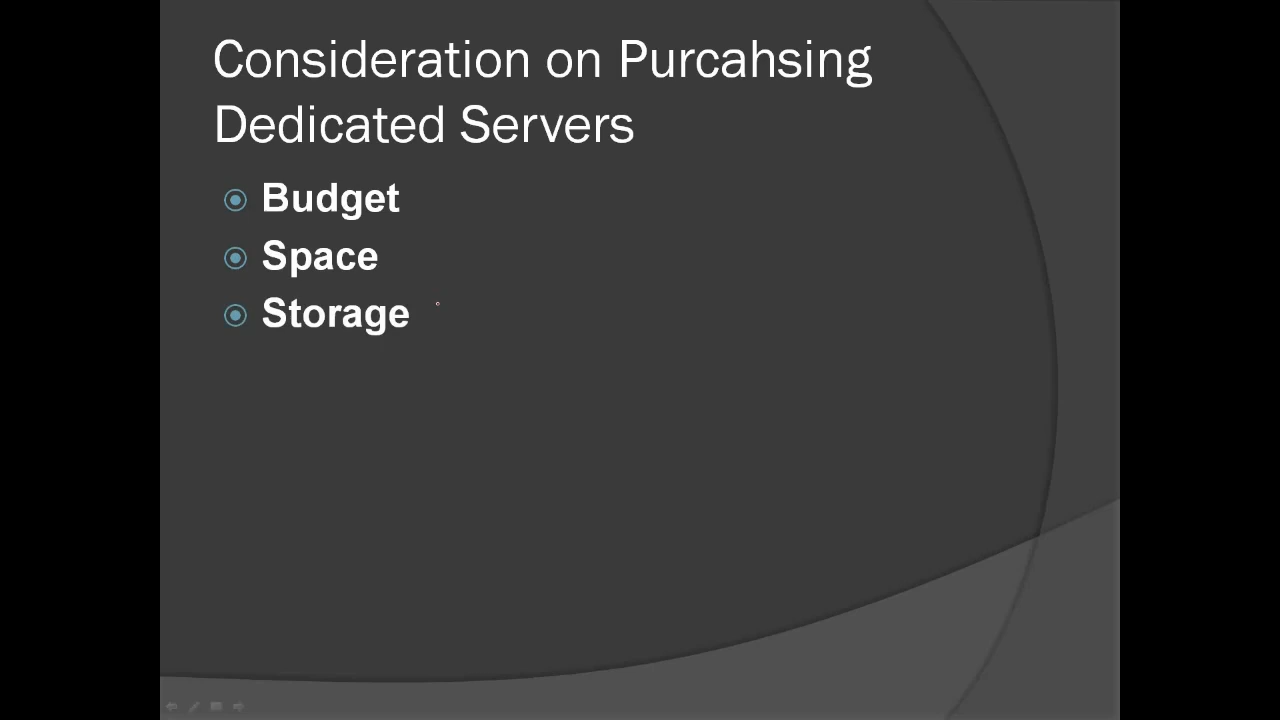 Consideration on Purcahsing
Dedicated Servers
Budget
Space
Storage